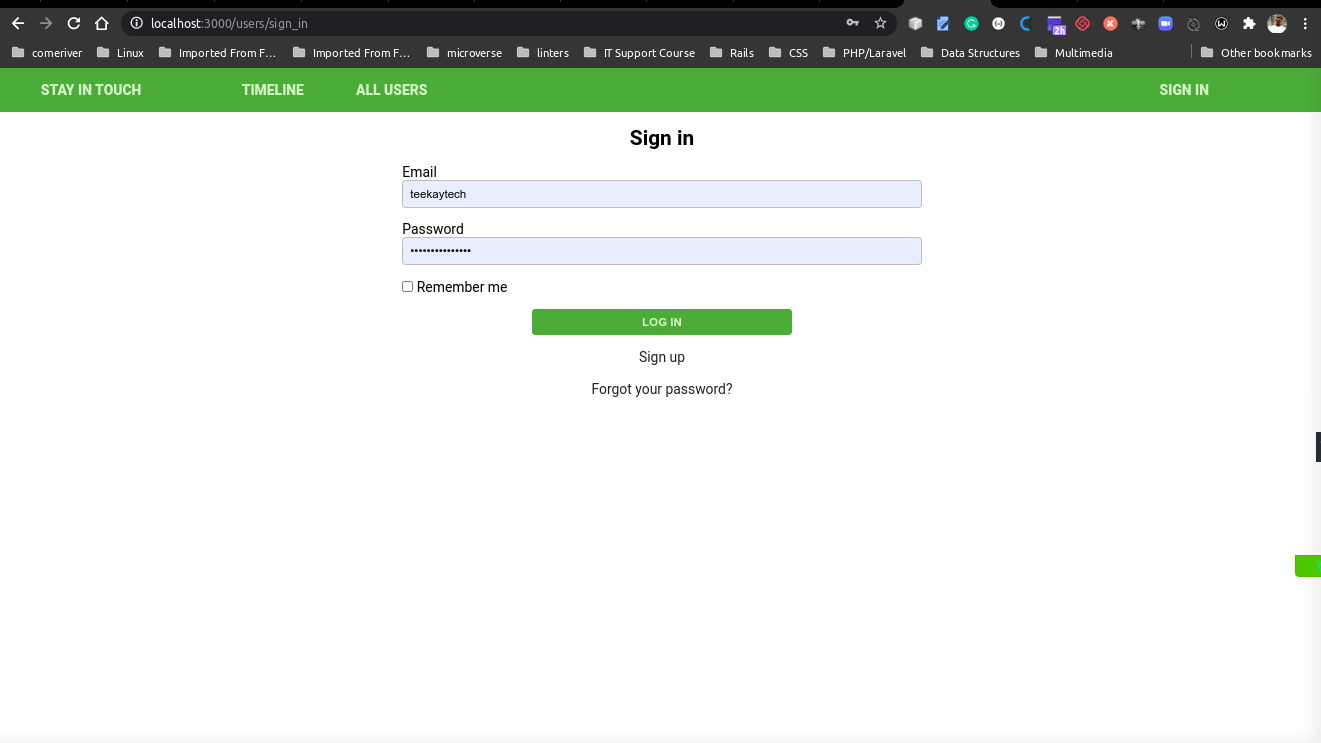 localhost:3000/users/sign_in
2h
comeriver Linux Imported From F... Imported From F... microverse linters IT Support Course Rails CSS PHP/Laravel Data Structures Multimedia Other bookmarks
STAY IN TOUCH TIMELINE ALL USERS SIGN IN
Sign in
Email
teekaytech
Password
•••••••••••••••
Remember me
LOG IN
Sign up
Forgot your password?